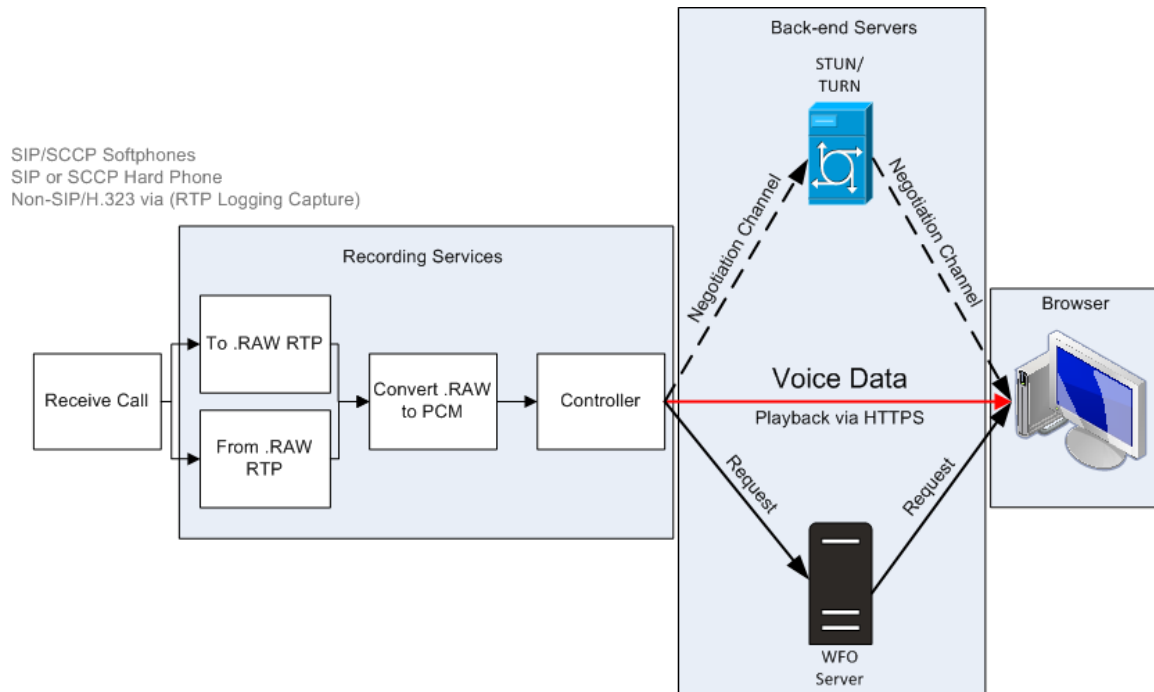 Back-end Servers
STUN/
TURN
SIP/SCCP Softphones
SIP or SCCP Hard Phone
Non-SIP/H.323 via (RTP Logging Capture)
Recording Services
Negotiation Channel
Negotiation Channel
Browser
To .RAW RTP
Receive Call
Convert .RAW
to PCM
Controller
Voice Data
Playback via HTTPS
From .RAW
RTP
Request
Request
WFO
Server